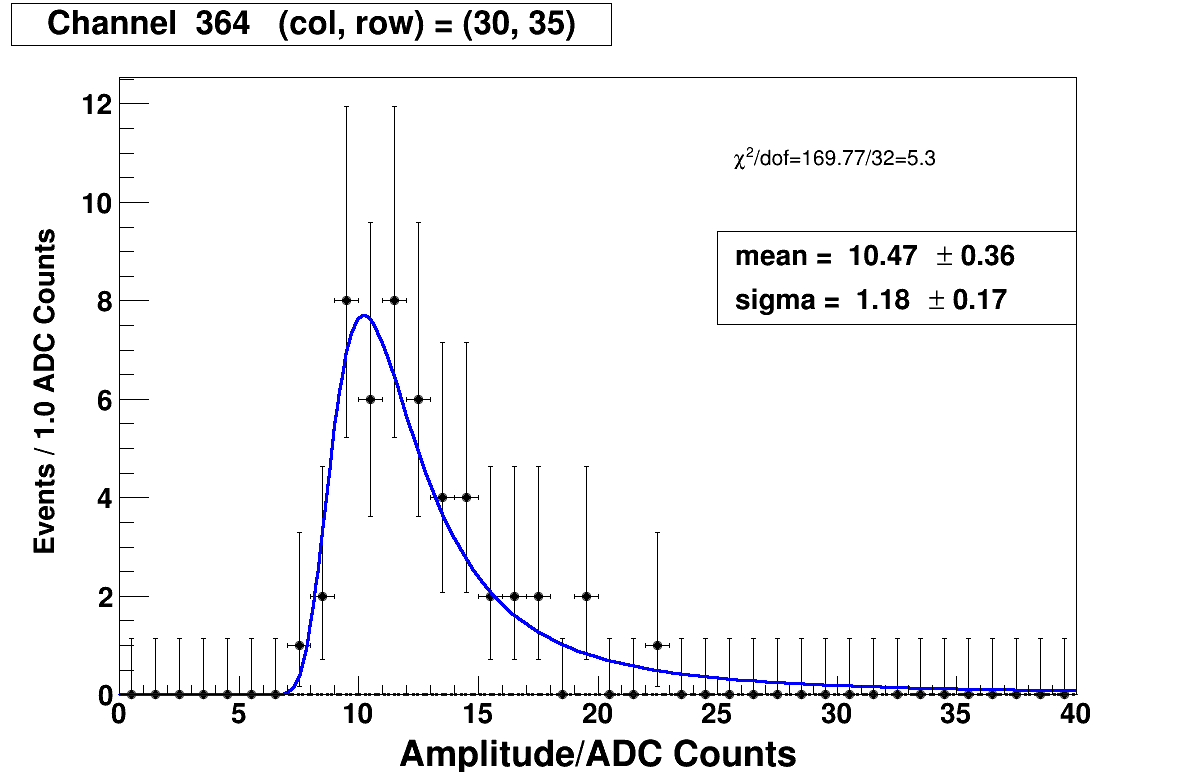 Channel  364   (col, row) = (30, 35)
12
10
8
6
4
2
0
Events / 1.0 ADC Counts
χ²/dof=169.77/32=5.3
mean =  10.47  ± 0.36
sigma =  1.18  ± 0.17
0 5 10 15 20 25 30 35 40
Amplitude/ADC Counts